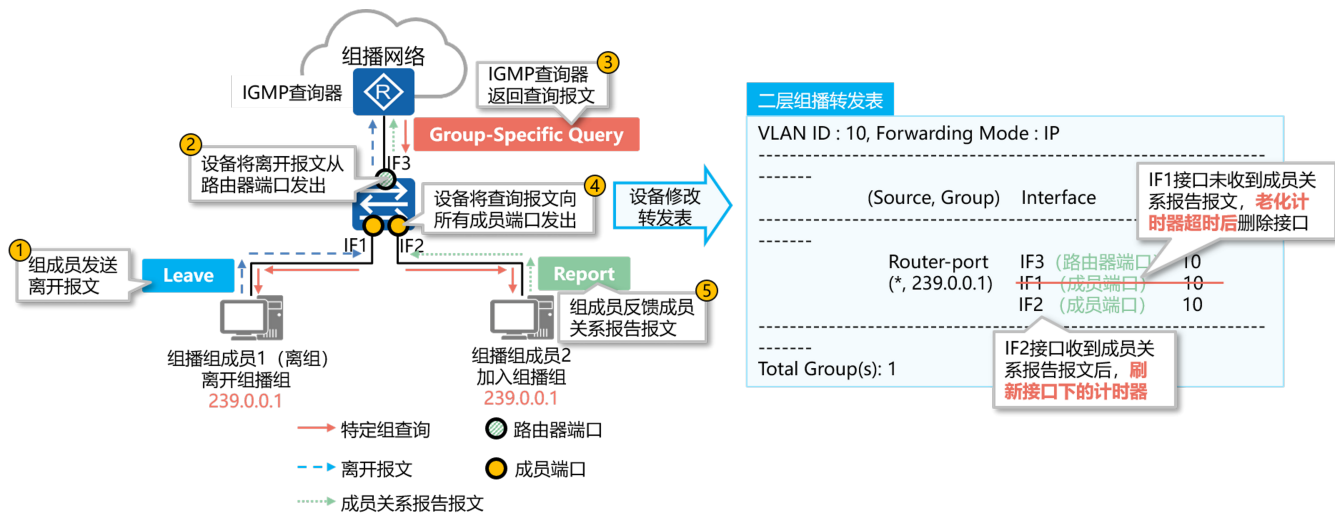 组播网络
IGMP查询器
R
③
IGMP查询器
返回查询报文
Group-Specific Query
②
设备将离开报文从
路由器端口发出
IF3
④
设备将查询报文向
所有成员端口发出
IF1
IF2
①
组成员发送
离开报文
Leave
Report
⑤
组成员反馈成员
关系报告报文
组播组成员1（离组）
离开组播组
239.0.0.1
组播组成员2
加入组播组
239.0.0.1
特定组查询
路由器端口
离开报文
成员端口
成员关系报告报文
设备修改
转发表
二层组播转发表
VLAN ID : 10, Forwarding Mode : IP
----------------------------------------------------------------------
-------
(Source, Group) Interface
-------
Router-port IF3（路由器端口） 10
(*, 239.0.0.1) IF1（成员端口） 10
IF2（成员端口） 10
----------------------------------------------------------------------
-------
Total Group(s): 1
IF1接口未收到成员关
系报告报文，老化计
时器超时后删除接口
IF2接口收到成员关
系报告报文后，刷
新接口下的计时器